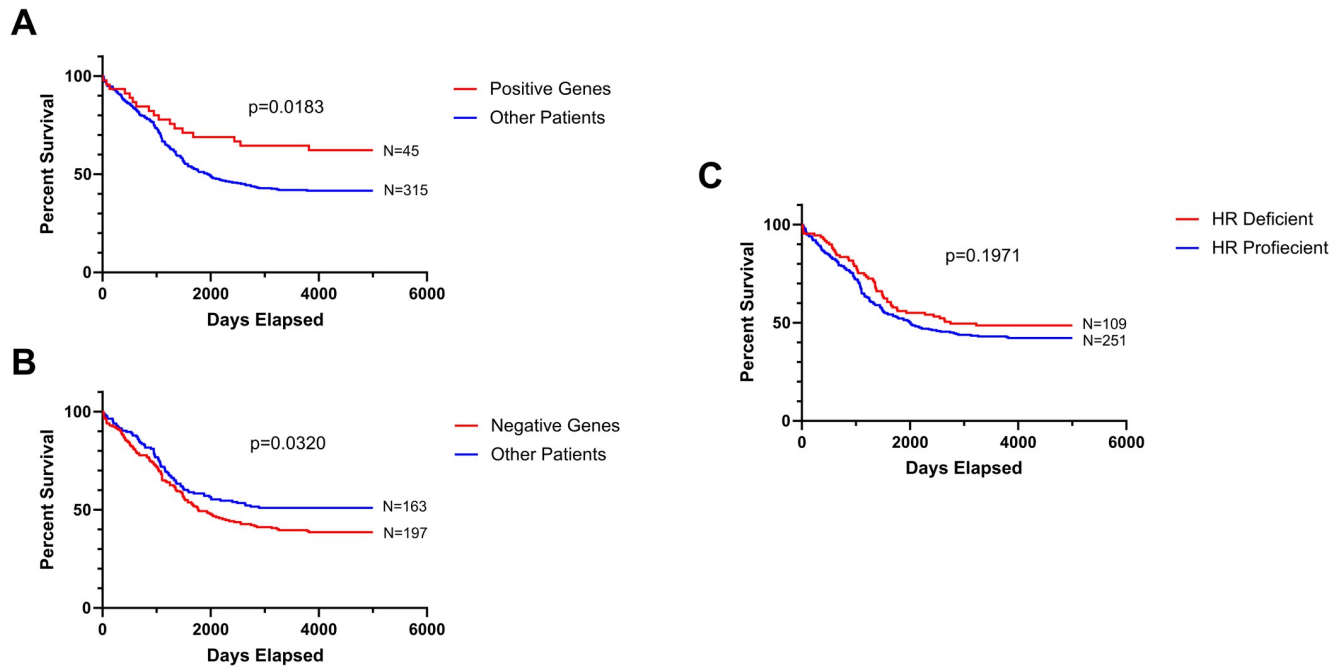 A
Percent Survival
100
50
0
p=0.0183
N=45
N=315
0 2000 4000 6000
Days Elapsed
Positive Genes
Other Patients
B
Percent Survival
100
50
0
p=0.0320
N=163
N=197
0 2000 4000 6000
Days Elapsed
Negative Genes
Other Patients
C
Percent Survival
100
50
0
p=0.1971
N=109
N=251
0 2000 4000 6000
Days Elapsed
HR Deficient
HR Profiecient